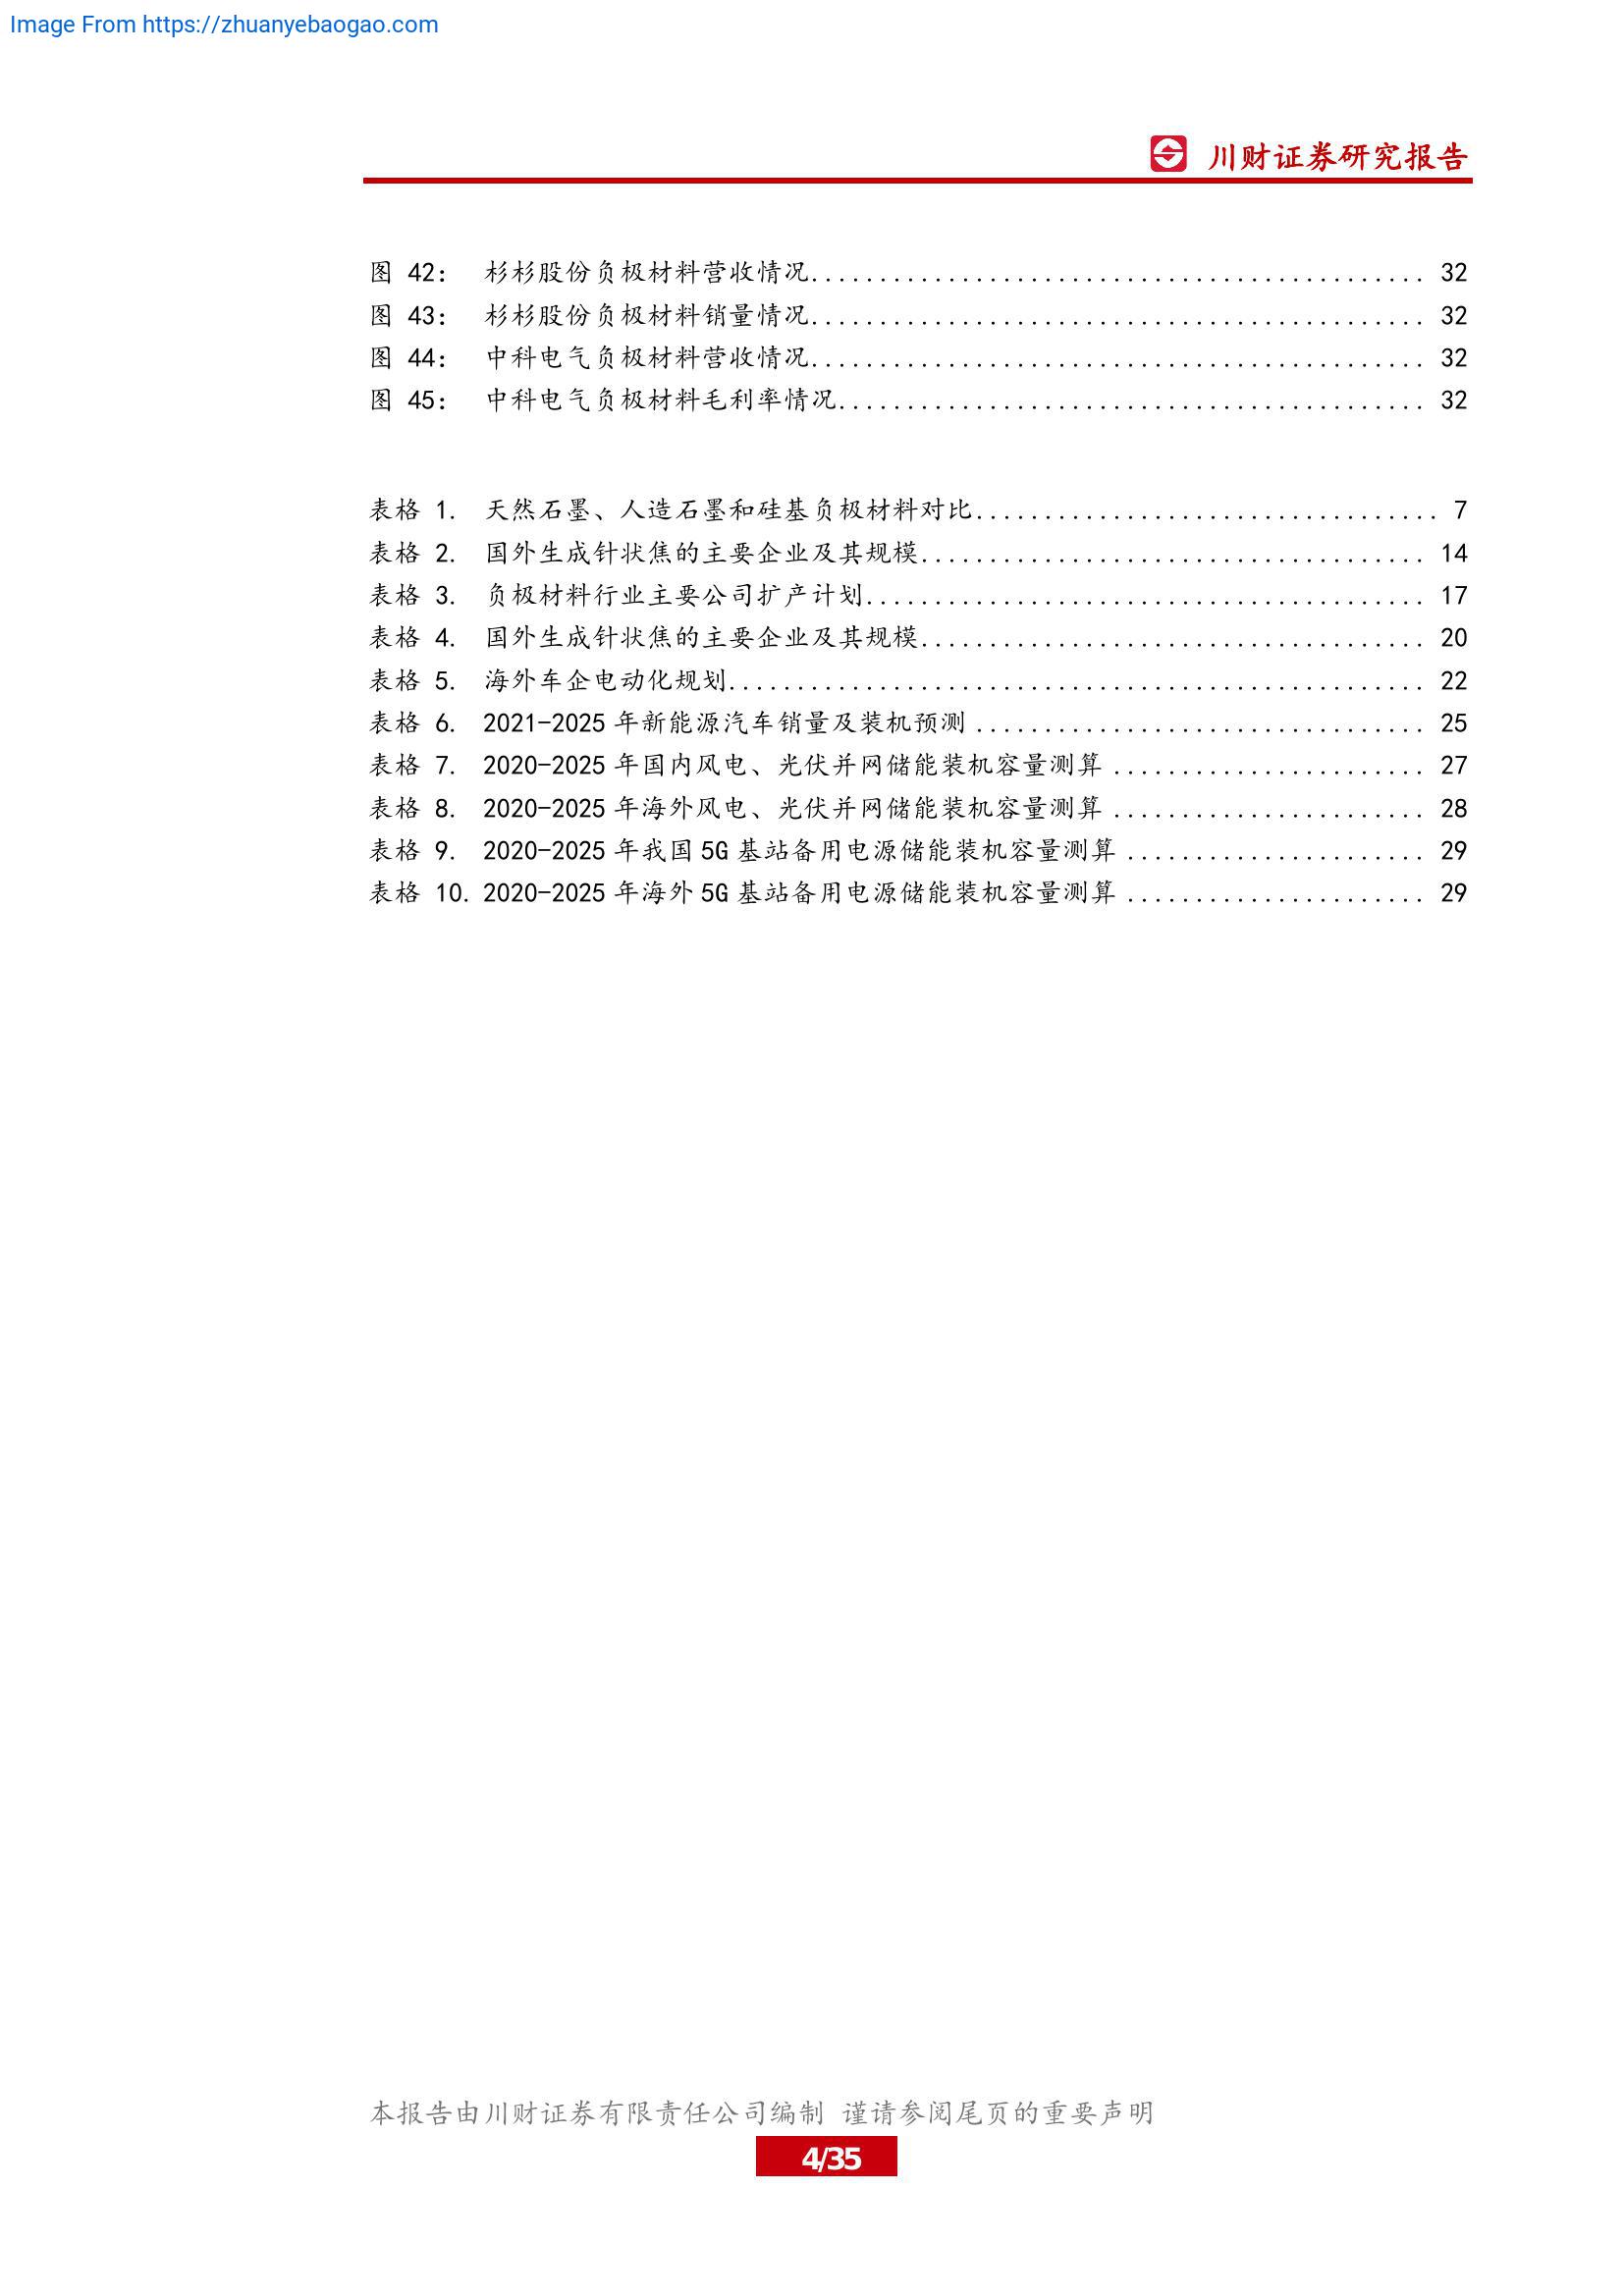 Image From https://zhuanyebaogao.com
川财证券研究报告
图 42： 杉杉股份负极材料营收情况............................................. 32
图 43： 杉杉股份负极材料销量情况............................................. 32
图 44： 中科电气负极材料营收情况............................................. 32
图 45： 中科电气负极材料毛利率情况........................................... 32
表格 1. 天然石墨、人造石墨和硅基负极材料对比.................................. 7
表格 2. 国外生成针状焦的主要企业及其规模..................................... 14
表格 3. 负极材料行业主要公司扩产计划......................................... 17
表格 4. 国外生成针状焦的主要企业及其规模..................................... 20
表格 5. 海外车企电动化规划................................................... 22
表格 6. 2021-2025 年新能源汽车销量及装机预测 ................................. 25
表格 7. 2020-2025 年国内风电、光伏并网储能装机容量测算 ....................... 27
表格 8. 2020-2025 年海外风电、光伏并网储能装机容量测算 ....................... 28
表格 9. 2020-2025 年我国 5G 基站备用电源储能装机容量测算 ...................... 29
表格 10. 2020-2025 年海外 5G 基站备用电源储能装机容量测算 ...................... 29
本报告由川财证券有限责任公司编制 谨请参阅尾页的重要声明
4/35